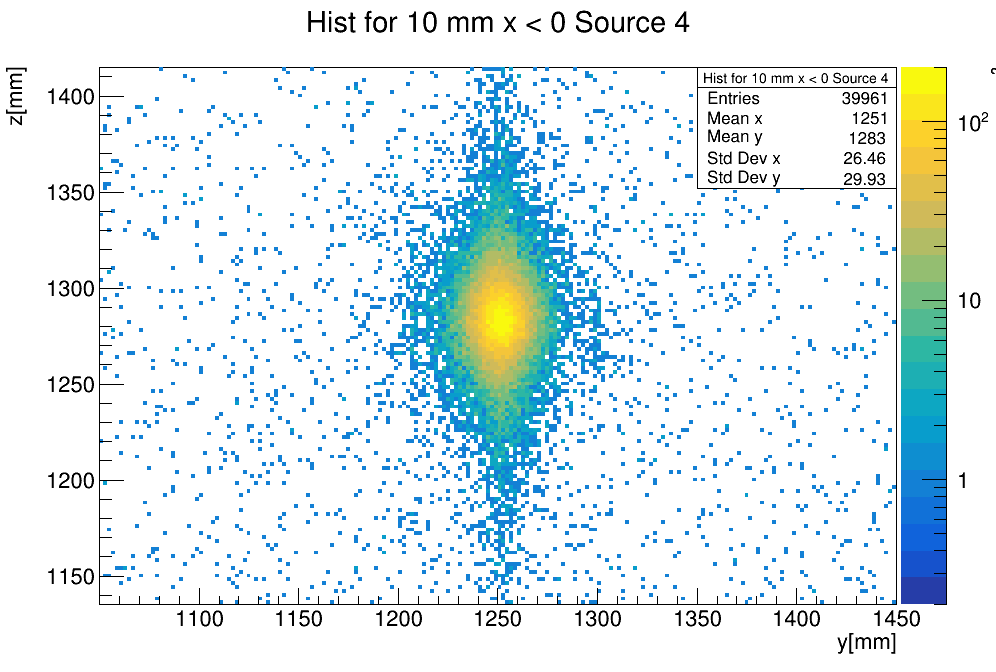 Hist for 10 mm x < 0 Source 4
z[mm]
Hist for 10 mm x < 0 Source 4
Entries 39961
Mean x 1251
Mean y 1283
Std Dev x 26.46
Std Dev y 29.93
1400
1350
1300
1250
1200
1150
10²
10
1
1100 1150 1200 1250 1300 1350 1400 1450
y[mm]